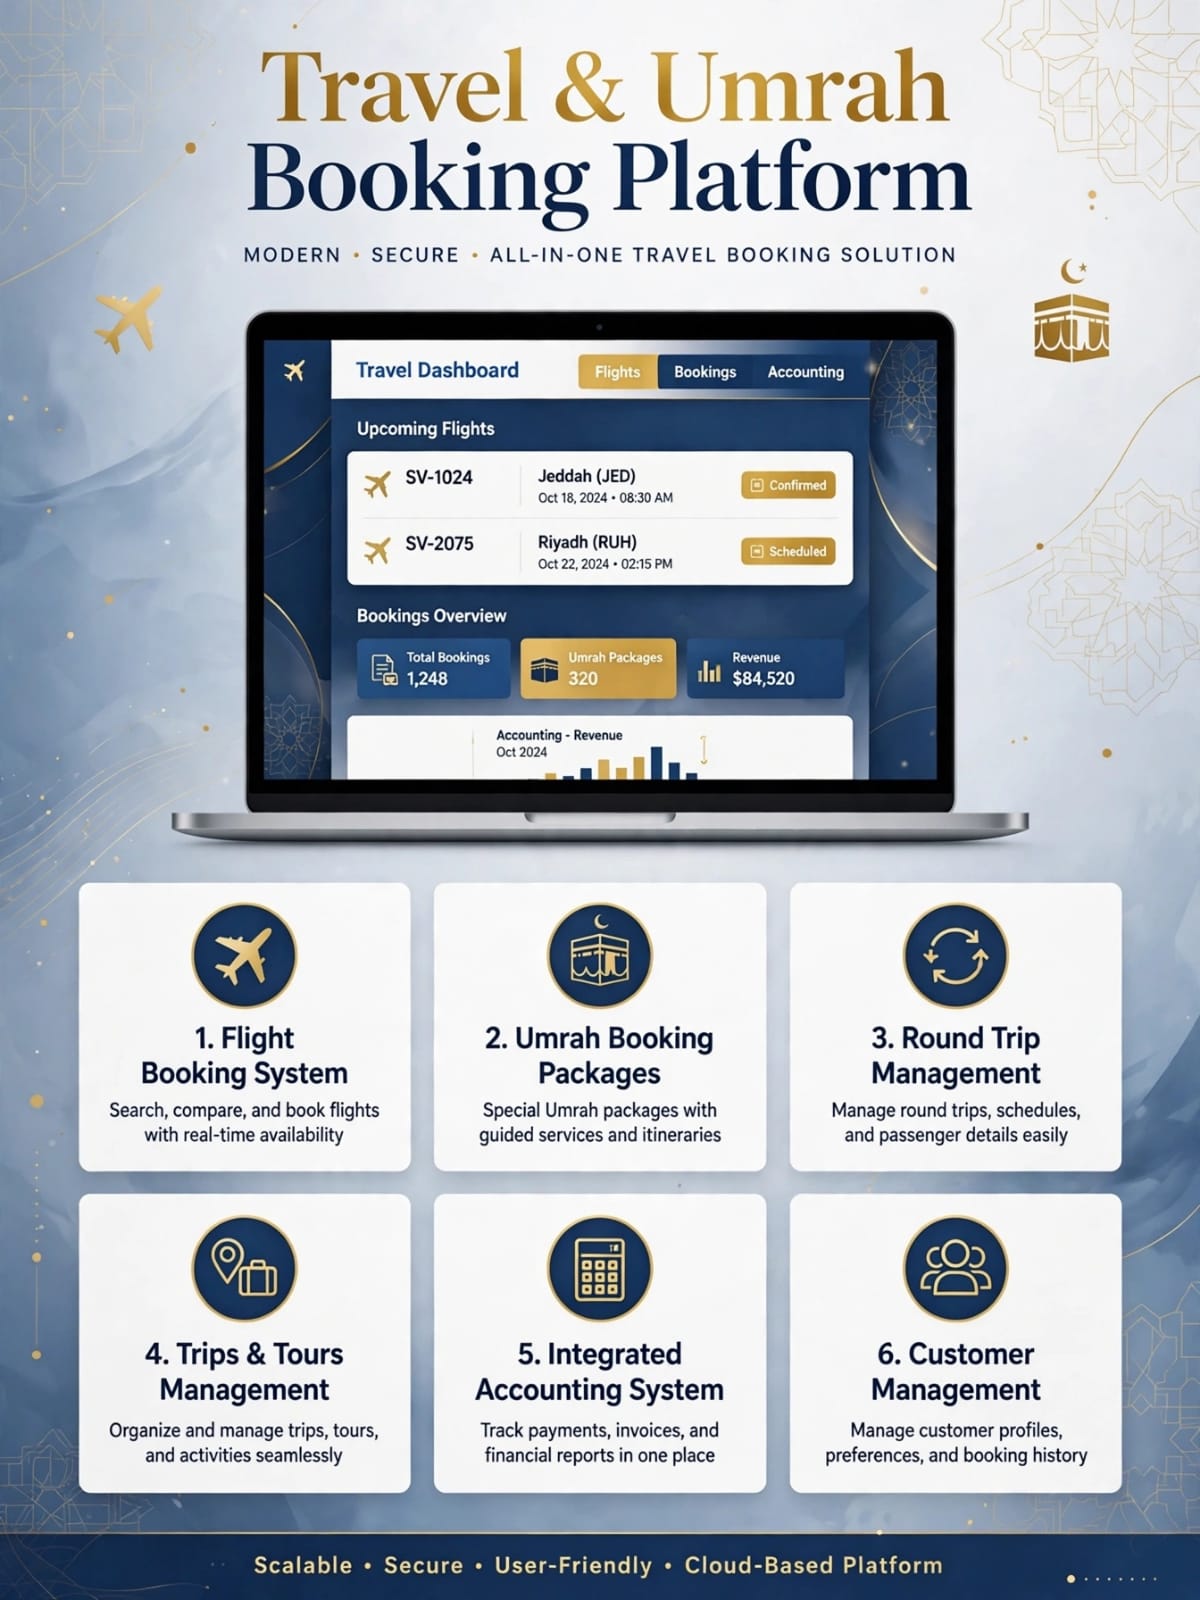 Travel & Umrah
Booking Platform
MODERN • SECURE • ALL-IN-ONE TRAVEL BOOKING SOLUTION
Travel Dashboard
Flights
Bookings
Accounting
Upcoming Flights
SV-1024
Jeddah (JED)
Oct 18, 2024 • 08:30 AM
Confirmed
SV-2075
Riyadh (RUH)
Oct 22, 2024 • 02:15 PM
Scheduled
Bookings Overview
Total Bookings
1,248
Umrah Packages
320
Revenue
$84,520
Accounting - Revenue
Oct 2024
1. Flight
Booking System
Search, compare, and book flights
with real-time availability
2. Umrah Booking
Packages
Special Umrah packages with
guided services and itineraries
3. Round Trip
Management
Manage round trips, schedules,
and passenger details easily
4. Trips & Tours
Management
Organize and manage trips, tours,
and activities seamlessly
5. Integrated
Accounting System
Track payments, invoices, and
financial reports in one place
6. Customer
Management
Manage customer profiles,
preferences, and booking history
Scalable • Secure • User-Friendly • Cloud-Based Platform